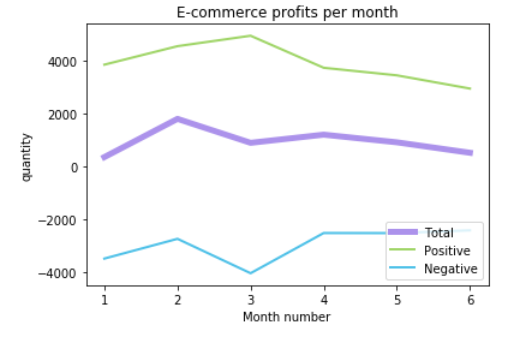 E-commerce profits per month
4000
2000
0
−2000
−4000
quantity
Total
Positive
Negative
1 2 3 4 5 6
Month number